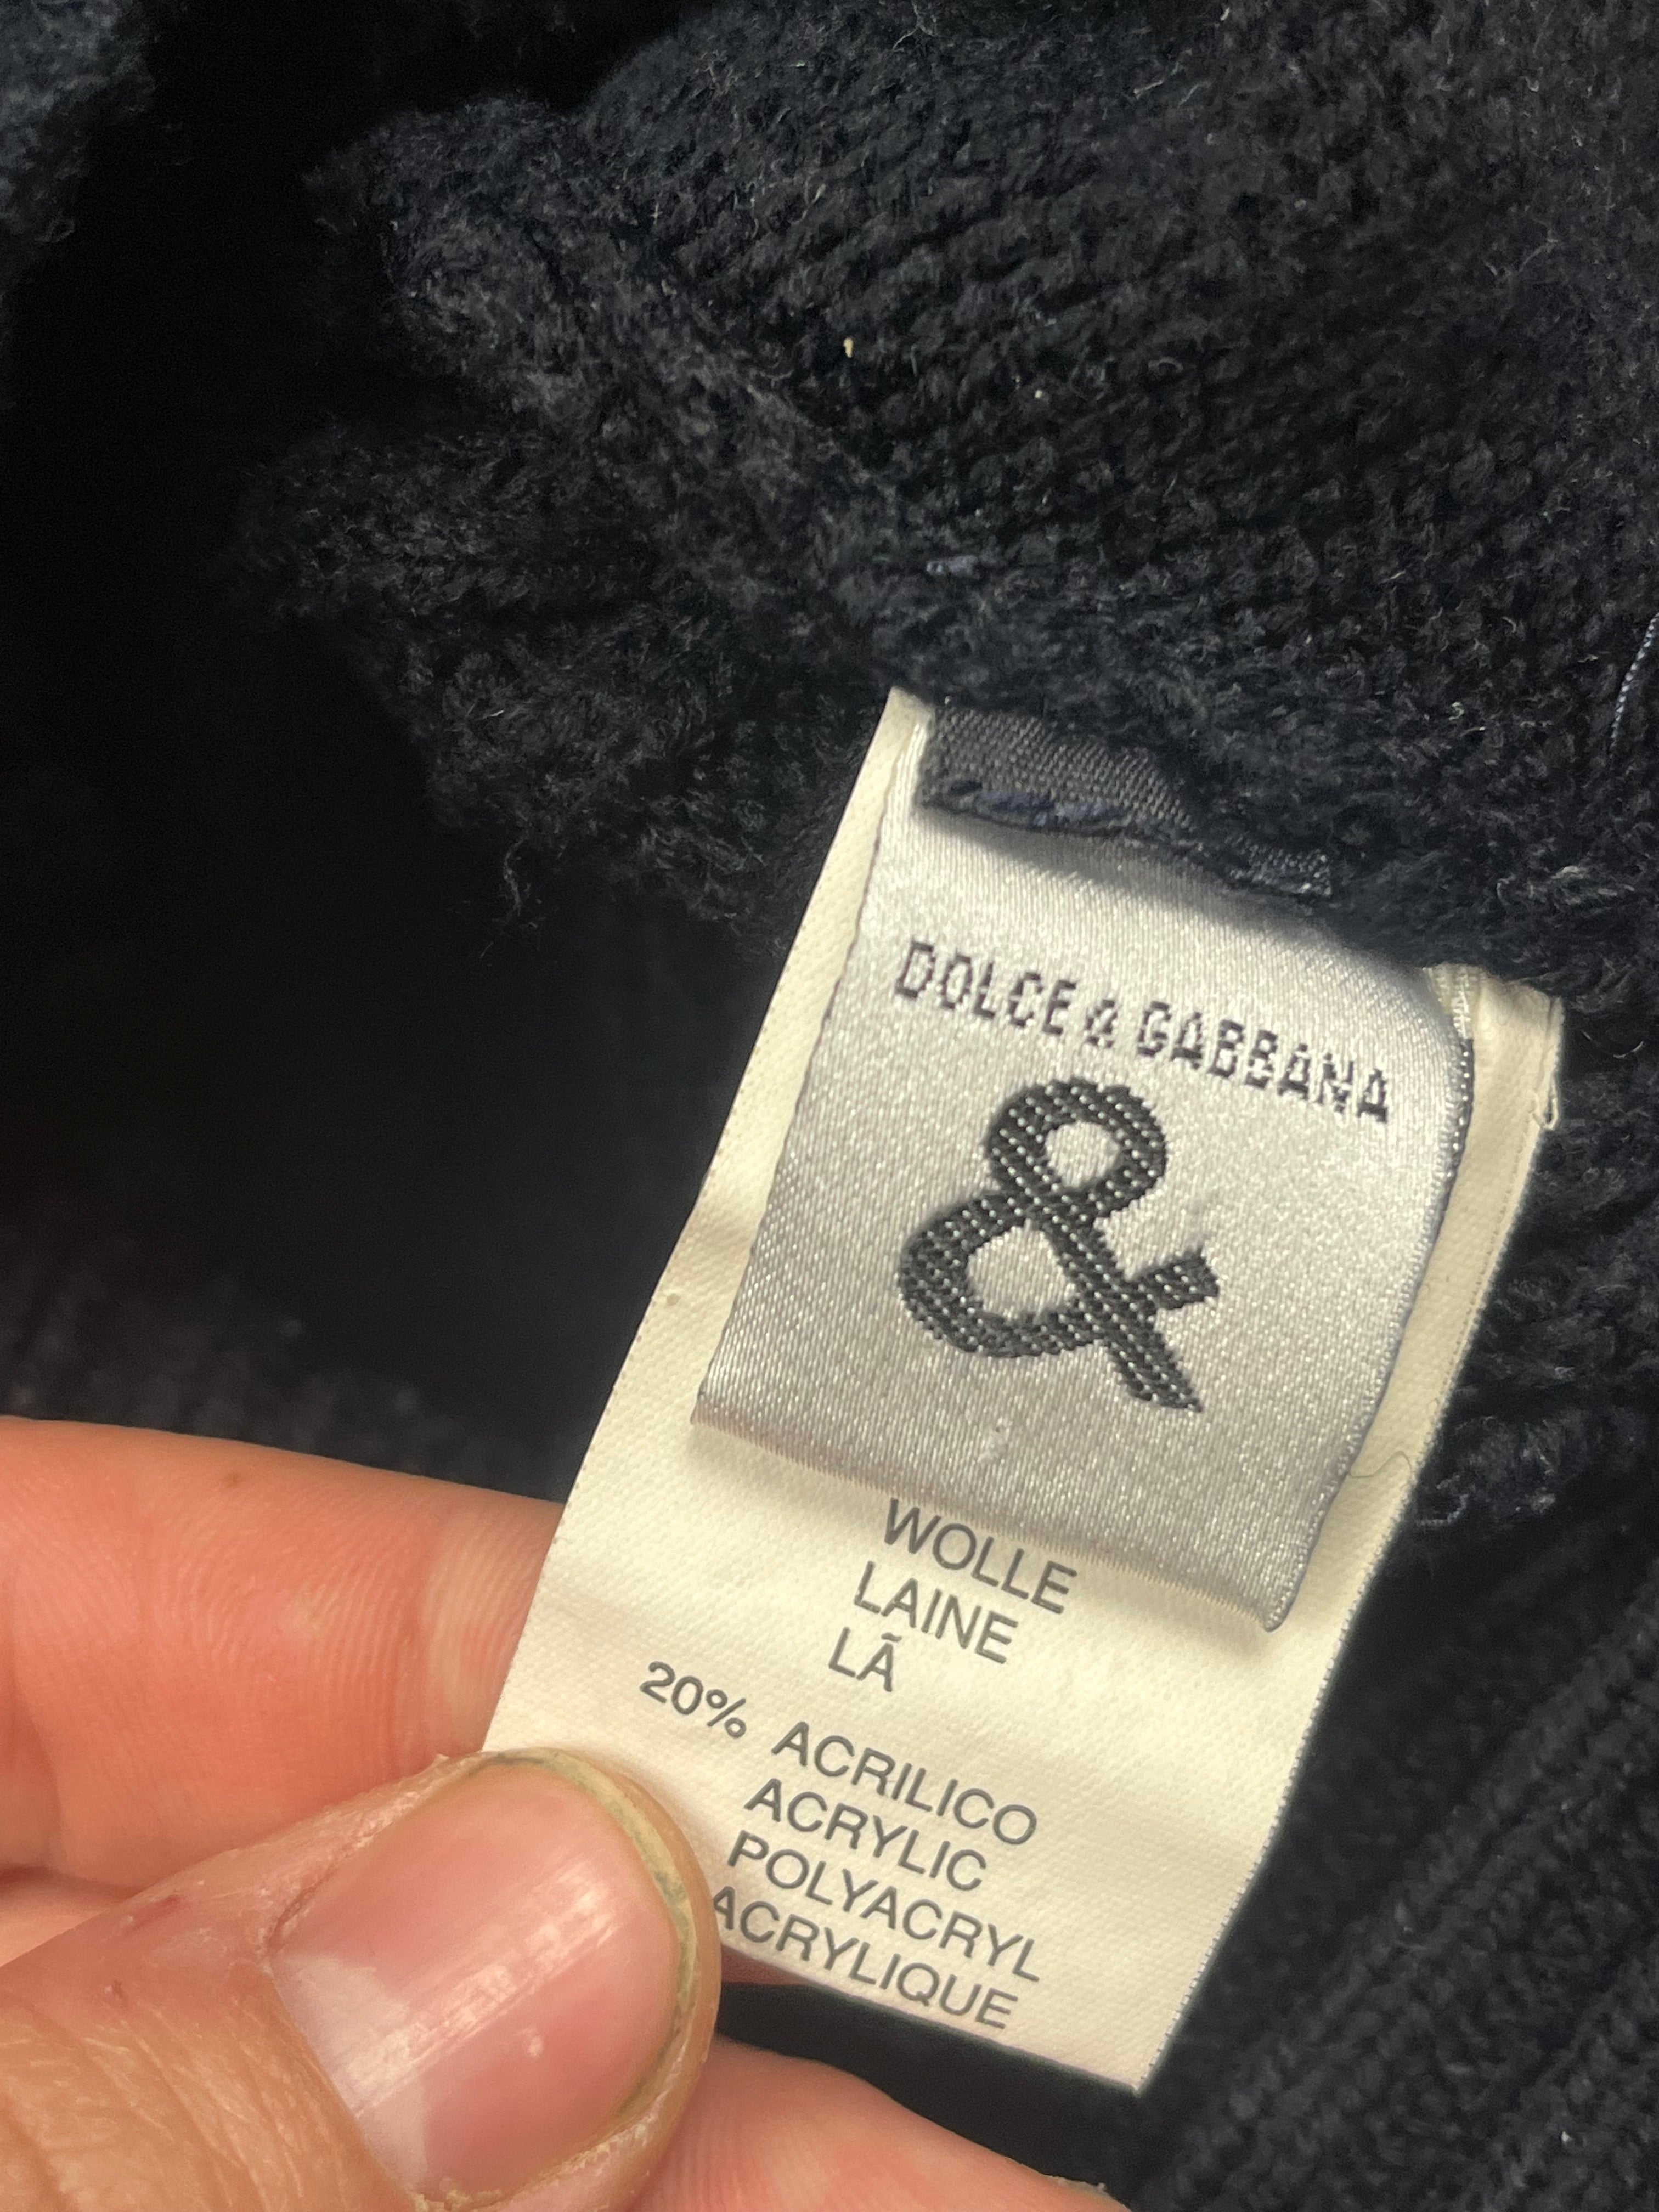 DOLCE & GABBANA
&
WOLLE
LAINE
LÃ
20% ACRILICO
ACRYLIC
POLYACRYL
ACRYLIQUE